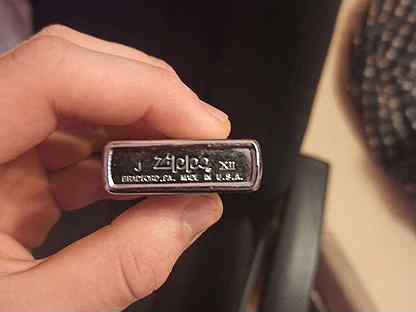 J Zippo XII
BRADFORD, PA. MADE IN U.S.A.